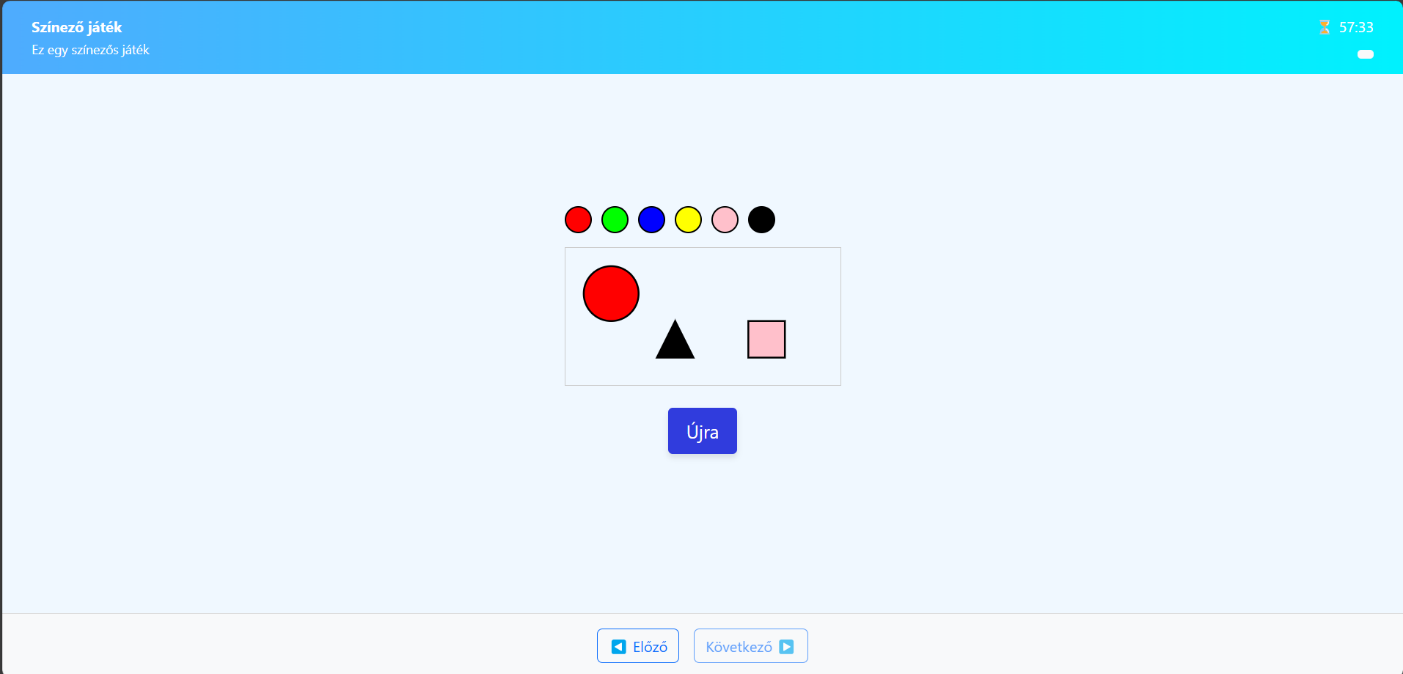 Színező játék
Ez egy színezős játék
⏳ 57:33
Újra
◀️ Előző
Következő ▶️